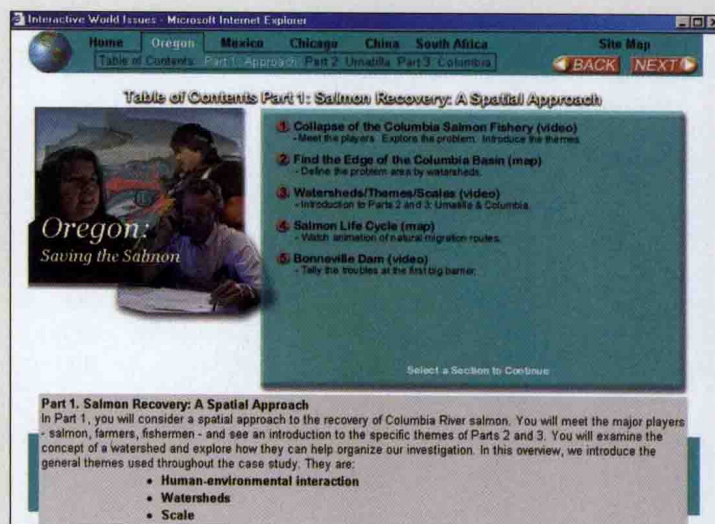 Interactive World Issues - Microsoft Internet Explorer
Home Oregon Mexico Chicago China South Africa Site Map
Table of Contents Part 1: Approach Part 2: Umatilla Part 3: Columbia
BACK NEXT
Table of Contents Part 1: Salmon Recovery: A Spatial Approach
1. Collapse of the Columbia Salmon Fishery (video)
- Meet the players. Explore the problem. Introduce the themes.
2. Find the Edge of the Columbia Basin (map)
- Define the problem area by watersheds.
3. Watersheds/Themes/Scales (video)
- Introduction to Parts 2 and 3: Umatilla & Columbia.
4. Salmon Life Cycle (map)
- Watch animation of natural migration routes.
5. Bonneville Dam (video)
- Tally the troubles at the first big barrier.
Oregon:
Saving the Salmon
Select a Section to Continue
Part 1. Salmon Recovery: A Spatial Approach
In Part 1, you will consider a spatial approach to the recovery of Columbia River salmon. You will meet the major players
- salmon, farmers, fishermen - and see an introduction to the specific themes of Parts 2 and 3. You will examine the
concept of a watershed and explore how they can help organize our investigation. In this overview, we introduce the
general themes used throughout the case study. They are:
• Human-environmental interaction
• Watersheds
• Scale